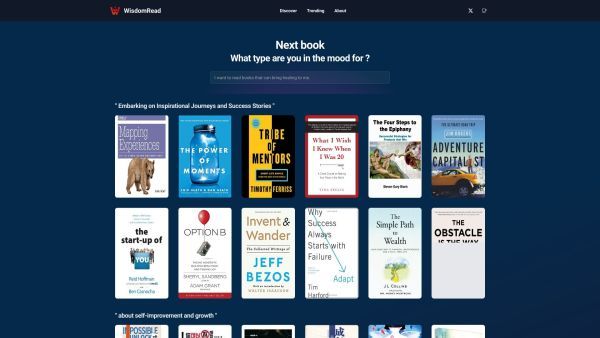 WisdomRead
Discover
Trending
About
Next book
What type are you in the mood for ?
I want to read books that can bring healing to me.
" Embarking on Inspirational Journeys and Success Stories "
Mapping
Experiences
THE POWER
OF
MOMENTS
CHIP HEATH & DAN HEATH
TRIBE
OF
MENTORS
TIMOTHY FERRISS
What I Wish
I Knew When
I Was 20
TINA SEELIG
The Four Steps to
the Epiphany
Steven Gary Blank
THE ULTIMATE ROAD TRIP
JIM ROGERS
ADVENTURE
CAPITALIST
the start-up of
YOU
Reid Hoffman
and
Ben Casnocha
OPTION B
SHERYL SANDBERG
ADAM GRANT
Invent &
Wander
The Collected Writings of
JEFF
BEZOS
WALTER ISAACSON
Why
Success
Always
Starts with
Failure
Adapt
Tim
Harford
The
Simple Path
to
Wealth
JL COLLINS
THE
OBSTACLE
IS THE WAY
" about self-improvement and growth "